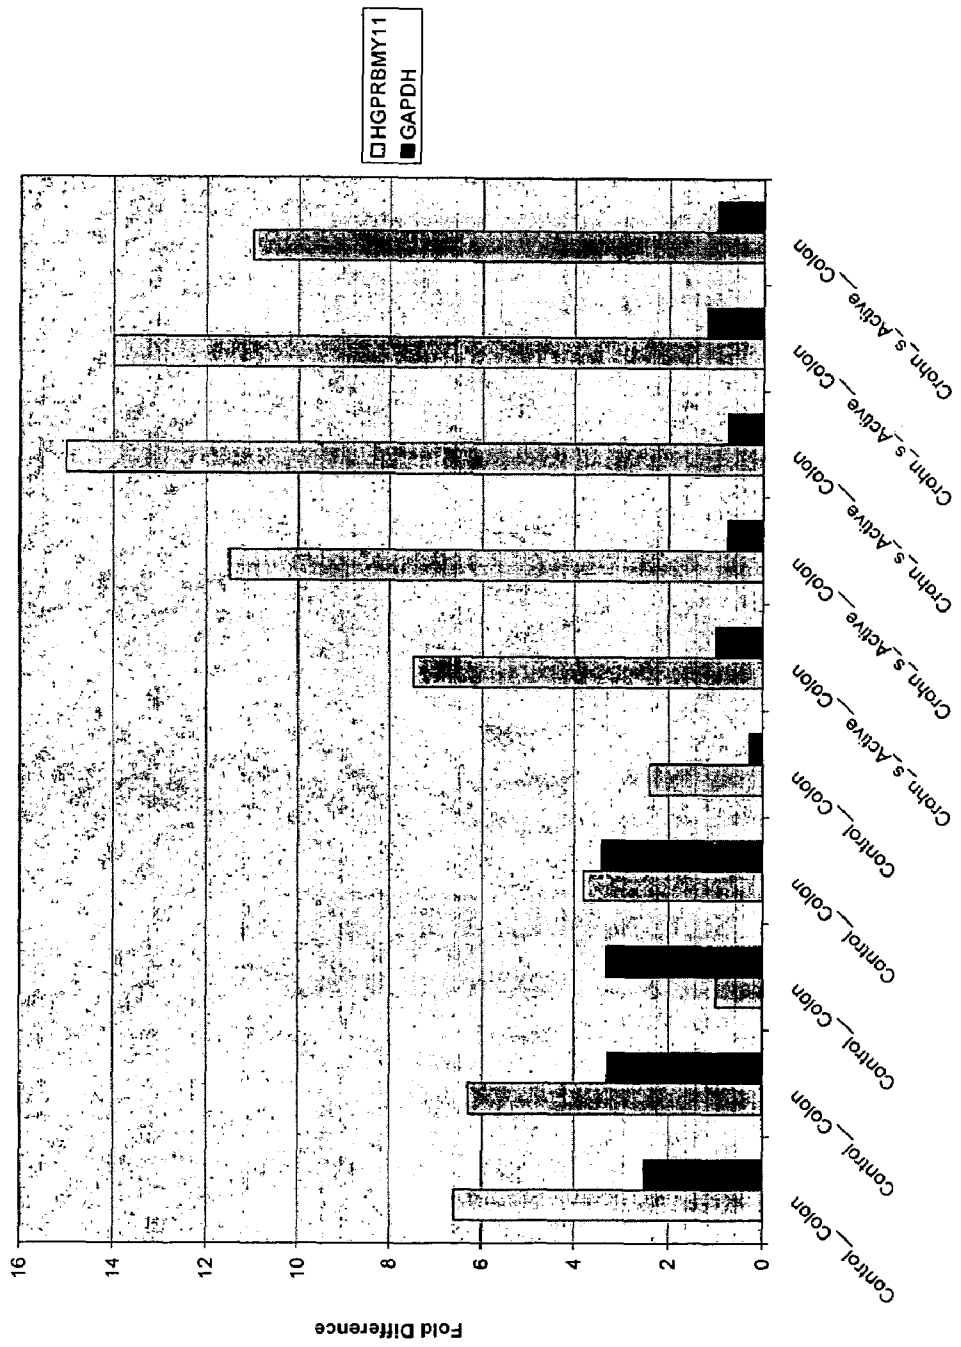 Fold Difference
16
14
12
10
8
6
4
2
0
Control_Colon
Control_Colon
Control_Colon
Control_Colon
Control_Colon
Crohn_s_Active_Colon
Crohn_s_Active_Colon
Crohn_s_Active_Colon
Crohn_s_Active_Colon
Crohn_s_Active_Colon
HGPRBMY11
GAPDH